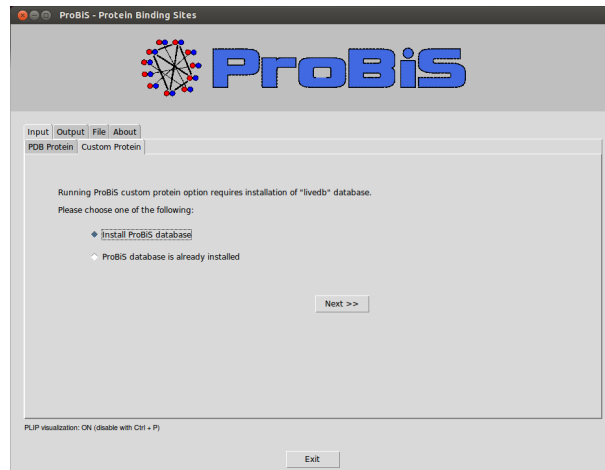 ProBiS - Protein Binding Sites
ProBiS
Input Output File About
PDB Protein Custom Protein
Running ProBiS custom protein option requires installation of "livedb" database.
Please choose one of the following:
Install ProBiS database
ProBiS database is already installed
Next >>
PLIP visualization: ON (disable with Ctrl + P)
Exit